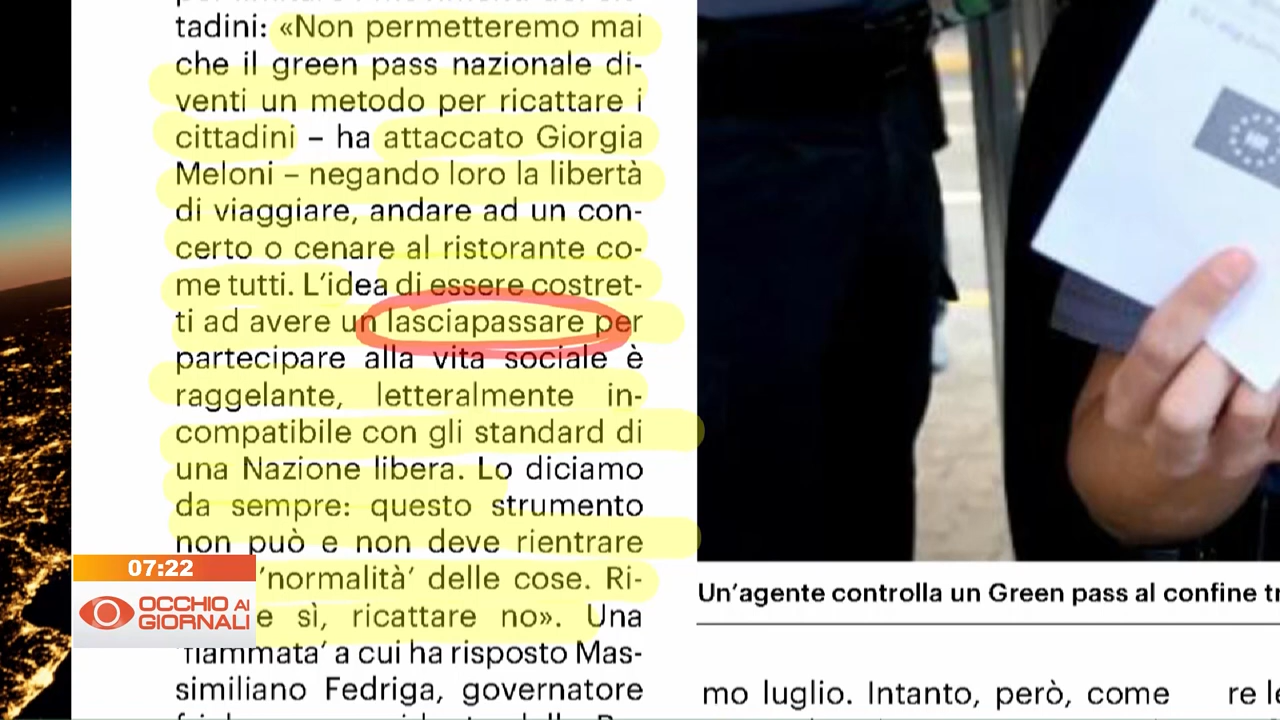 tadini: «Non permetteremo mai
che il green pass nazionale di-
venti un metodo per ricattare i
cittadini – ha attaccato Giorgia
Meloni – negando loro la libertà
di viaggiare, andare ad un con-
certo o cenare al ristorante co-
me tutti. L'idea di essere costret-
ti ad avere un lasciapassare per
partecipare alla vita sociale è
raggelante, letteralmente in-
compatibile con gli standard di
una Nazione libera. Lo diciamo
da sempre: questo strumento
non può e non deve rientrare
'normalità' delle cose. Ri-
e sì, ricattare no». Una
'fiammata' a cui ha risposto Mas-
similiano Fedriga, governatore
07:22
OCCHIO AI
GIORNALI
Un'agente controlla un Green pass al confine tr
mo luglio. Intanto, però, come
re le